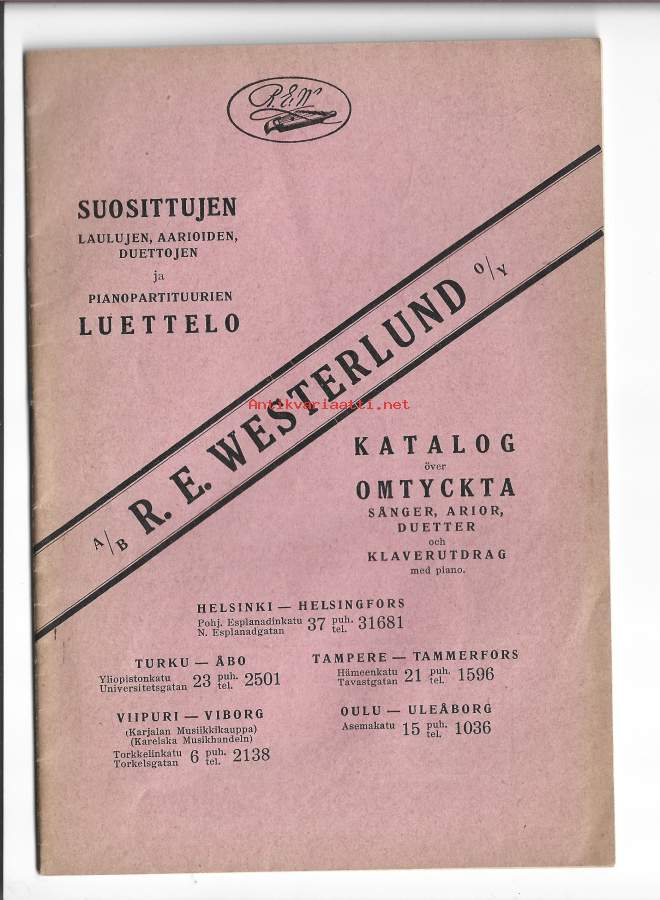 R.E.W
SUOSITTUJEN
LAULUJEN, AARIOIDEN,
DUETTOJEN
ja
PIANOPARTITUURIEN
LUETTELO
A/B R. E. WESTERLUND O/Y
Antikvariaatti.net
KATALOG
över
OMTYCKTA
SÅNGER, ARIOR,
DUETTER
och
KLAVERUTDRAG
med piano.
HELSINKI — HELSINGFORS
Pohj. Esplanadinkatu 37 puh. 31681
N. Esplanadgatan tel.
TURKU — ÅBO
Yliopistonkatu 23 puh. 2501
Universitetsgatan tel.
TAMPERE — TAMMERFORS
Hämeenkatu 21 puh. 1596
Tavastgatan tel.
VIIPURI — VIBORG
(Karjalan Musiikkikauppa)
(Karelska Musikhandeln)
Torkkelinkatu 6 puh. 2138
Torkelsgatan tel.
OULU — ULEÅBORG
Asemakatu 15 puh. 1036
tel.